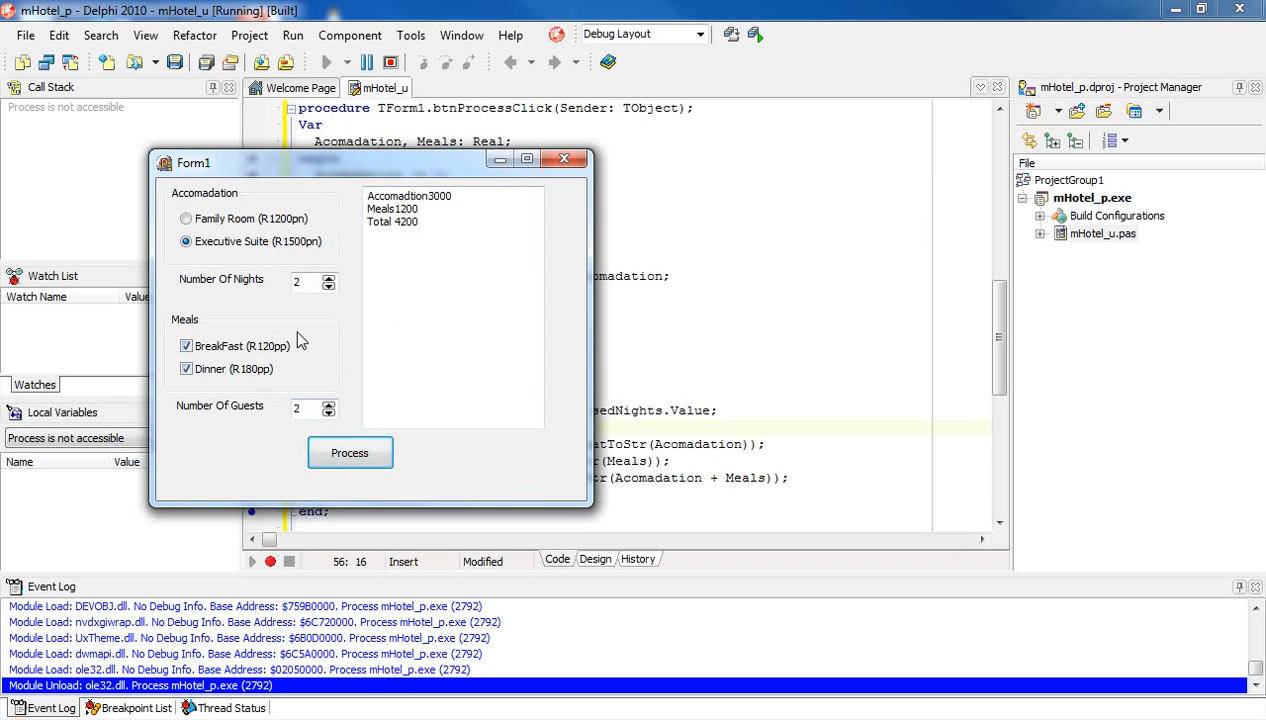 mHotel_p - Delphi 2010 - mHotel_u [Running] [Built]
File Edit Search View Refactor Project Run Component Tools Window Help
Debug Layout
Call Stack
Process is not accessible
Welcome Page mHotel_u
procedure TForm1.btnProcessClick(Sender: TObject);
Var
Acomadation, Meals: Real;
Form1
Accomadation
Family Room (R1200pn)
Executive Suite (R1500pn)
Number Of Nights 2
Meals
BreakFast (R120pp)
Dinner (R180pp)
Number Of Guests 2
Process
Accomadtion3000
Meals1200
Total 4200
comadation;
sedNights.Value;
atToStr(Acomadation));
r(Meals));
str(Acomadation + Meals));
end;
Watch List
Watch Name Value
Watches
Local Variables
Process is not accessible
Name Value
56: 16 Insert Modified Code Design History
mHotel_p.dproj - Project Manager
File
ProjectGroup1
mHotel_p.exe
Build Configurations
mHotel_u.pas
Event Log
Module Load: DEVOBJ.dll. No Debug Info. Base Address: $759B0000. Process mHotel_p.exe (2792)
Module Load: nvdxgiwrap.dll. No Debug Info. Base Address: $6C720000. Process mHotel_p.exe (2792)
Module Load: UxTheme.dll. No Debug Info. Base Address: $6B0D0000. Process mHotel_p.exe (2792)
Module Load: dwmapi.dll. No Debug Info. Base Address: $6C5A0000. Process mHotel_p.exe (2792)
Module Load: ole32.dll. No Debug Info. Base Address: $02050000. Process mHotel_p.exe (2792)
Module Unload: ole32.dll. Process mHotel_p.exe (2792)
Event Log Breakpoint List Thread Status